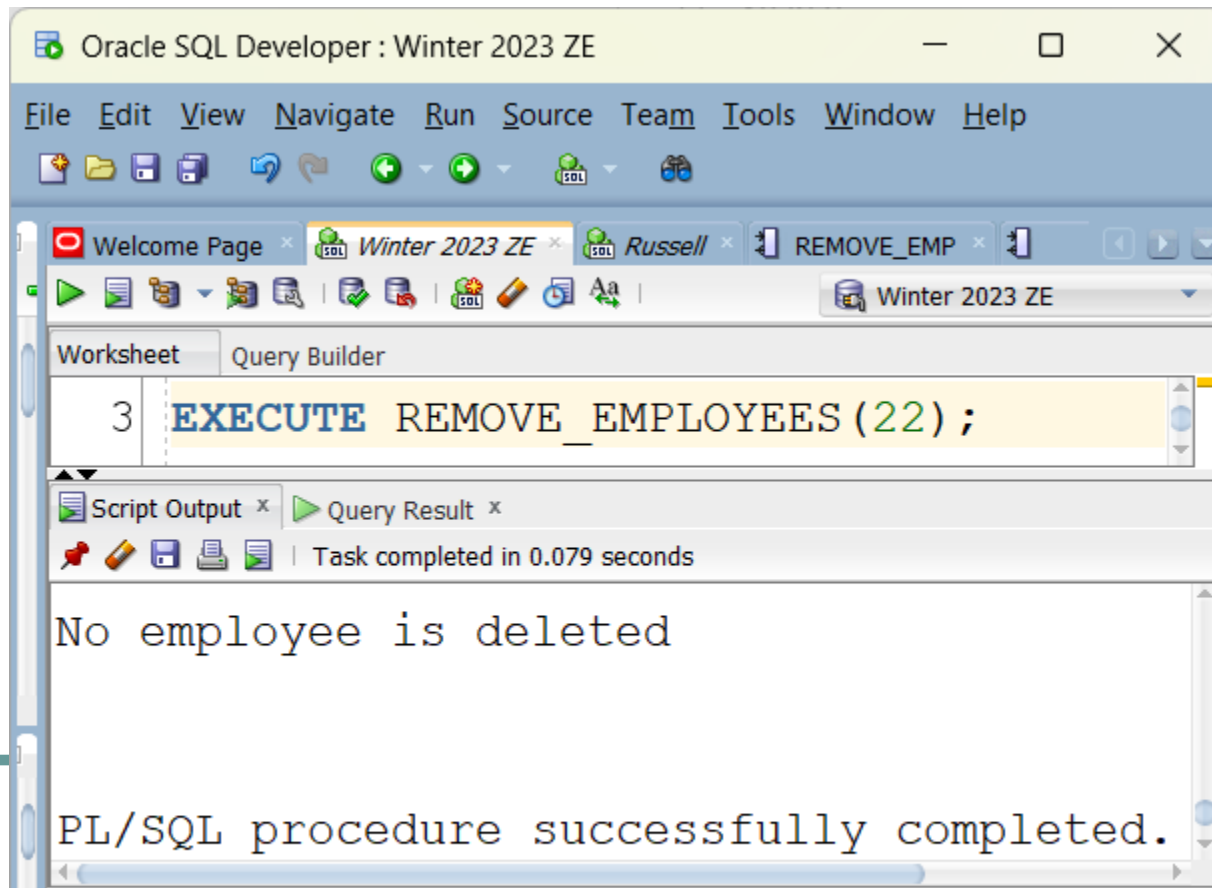 Oracle SQL Developer : Winter 2023 ZE
File Edit View Navigate Run Source Team Tools Window Help
Welcome Page Winter 2023 ZE Russell REMOVE_EMP
Winter 2023 ZE
Worksheet Query Builder
3 EXECUTE REMOVE_EMPLOYEES(22);
Script Output x Query Result x
Task completed in 0.079 seconds
No employee is deleted
PL/SQL procedure successfully completed.